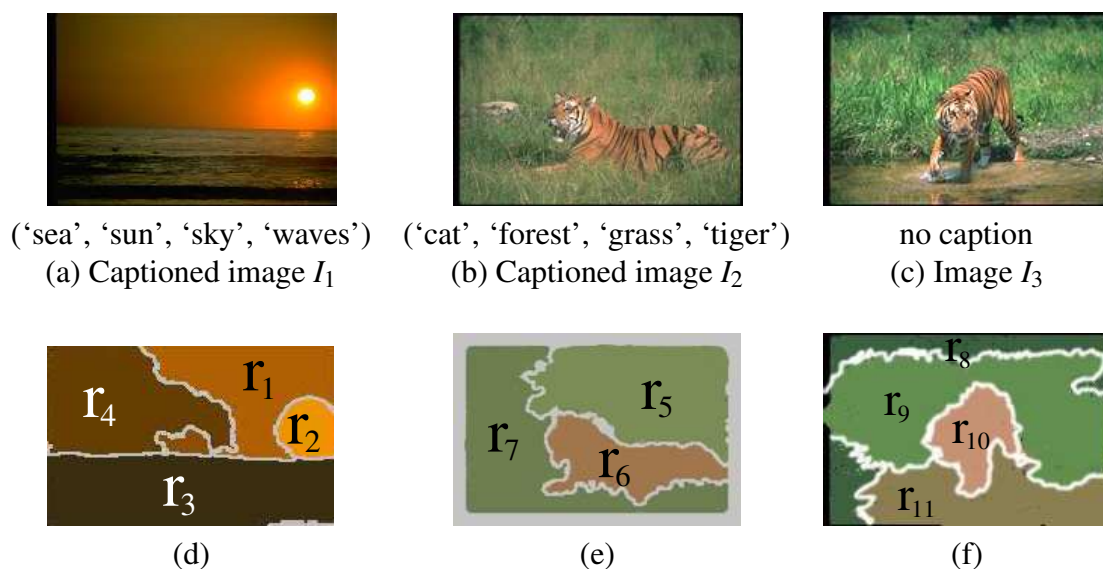 (‘sea’, ‘sun’, ‘sky’, ‘waves’)
(a) Captioned image I₁
(‘cat’, ‘forest’, ‘grass’, ‘tiger’)
(b) Captioned image I₂
no caption
(c) Image I₃
r₁
r₄
r₂
r₃
(d)
r₅
r₇
r₆
(e)
r₈
r₉
r₁₀
r₁₁
(f)